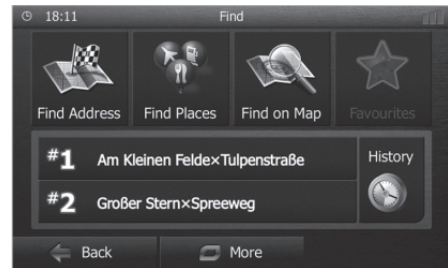 18:11 Find
Find Address Find Places Find on Map Favourites
#1 Am Kleinen Felde×Tulpenstraße History
#2 Großer Stern×Spreeweg
Back More